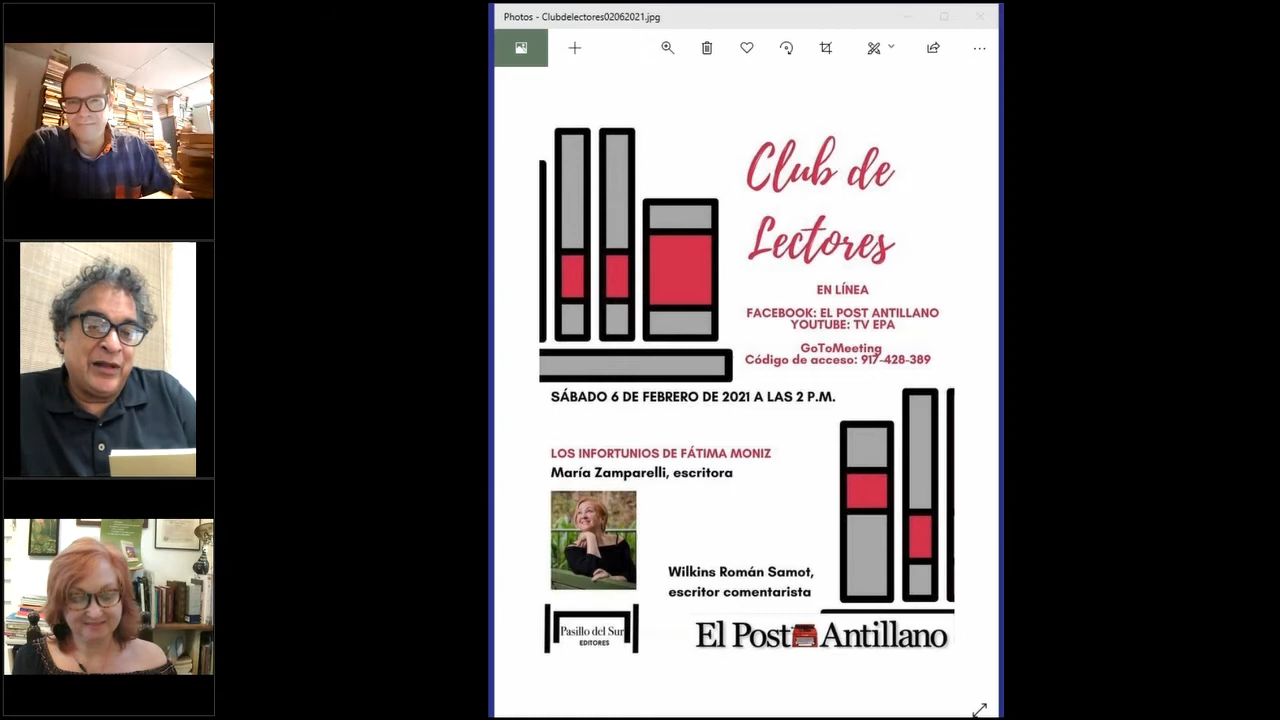 Photos - Clubdelectores02062021.jpg
Club de
Lectores
EN LÍNEA
FACEBOOK: EL POST ANTILLANO
YOUTUBE: TV EPA
GoToMeeting
Código de acceso: 917-428-389
SÁBADO 6 DE FEBRERO DE 2021 A LAS 2 P.M.
LOS INFORTUNIOS DE FÁTIMA MONIZ
María Zamparelli, escritora
Wilkins Román Samot,
escritor comentarista
Pasillo del Sur
EDITORES
El Post Antillano